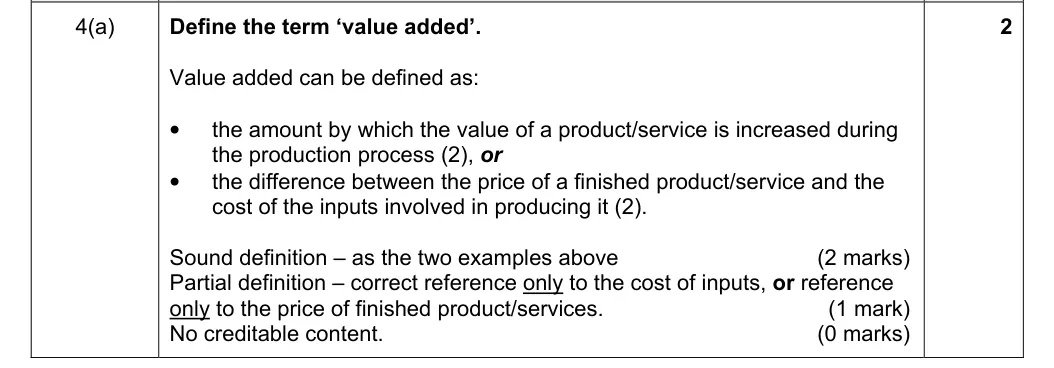 4(a) Define the term ‘value added’. 2
Value added can be defined as:
• the amount by which the value of a product/service is increased during
the production process (2), or
• the difference between the price of a finished product/service and the
cost of the inputs involved in producing it (2).
Sound definition – as the two examples above (2 marks)
Partial definition – correct reference only to the cost of inputs, or reference
only to the price of finished product/services. (1 mark)
No creditable content. (0 marks)